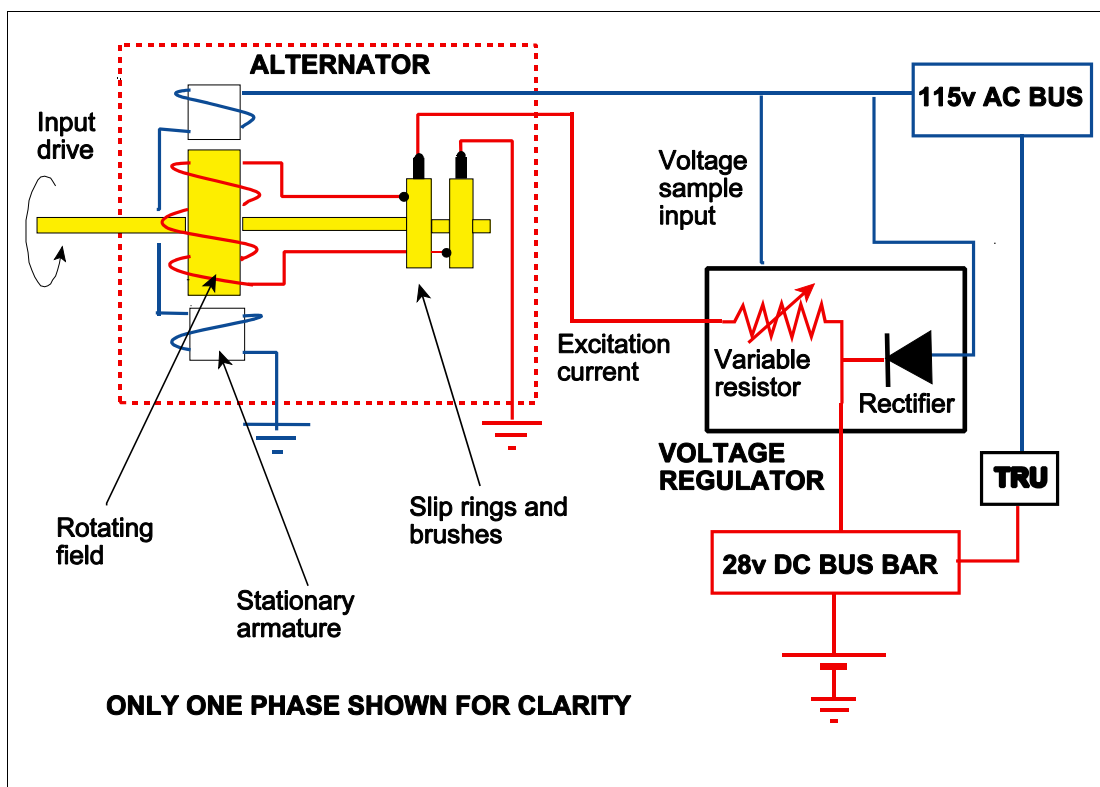 ALTERNATOR
115v AC BUS
Input
drive
Voltage
sample
input
Excitation
current
Variable
resistor
Rectifier
VOLTAGE
REGULATOR
TRU
Slip rings and
brushes
Rotating
field
28v DC BUS BAR
Stationary
armature
ONLY ONE PHASE SHOWN FOR CLARITY